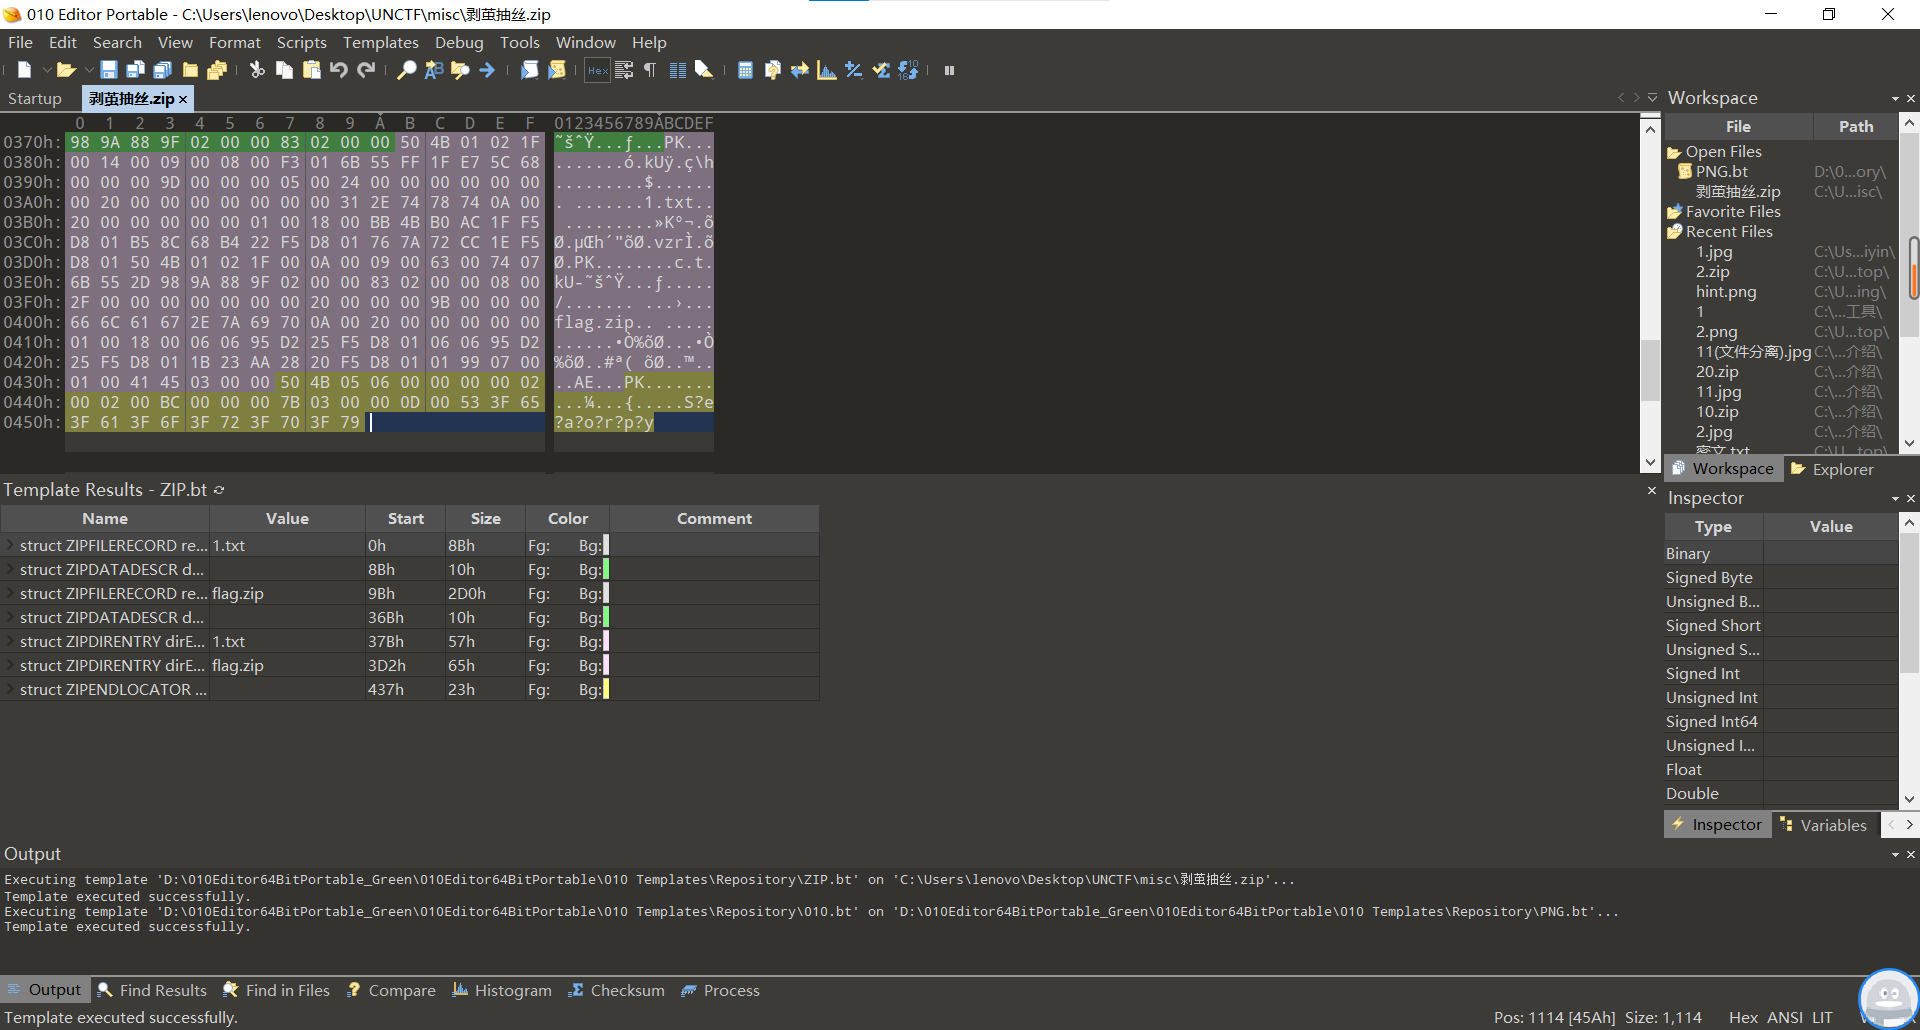 010 Editor Portable - C:\Users\lenovo\Desktop\UNCTF\misc\剥茧抽丝.zip
File Edit Search View Format Scripts Templates Debug Tools Window Help
Startup 剥茧抽丝.zip
Workspace
0 1 2 3 4 5 6 7 8 9 A B C D E F 0123456789ABCDEF
0370h: 98 9A 88 9F 02 00 00 83 02 00 00 50 4B 01 02 1F ˜šˆŸ...ƒ...PK...
0380h: 00 14 00 09 00 08 00 F3 01 6B 55 FF 1F E7 5C 68 .......ó.kUÿ.ç\h
0390h: 00 00 00 9D 00 00 00 05 00 24 00 00 00 00 00 00 .........$......
03A0h: 00 20 00 00 00 00 00 00 00 31 2E 74 78 74 0A 00 . .......1.txt..
03B0h: 20 00 00 00 00 00 01 00 18 00 BB 4B B0 AC 1F F5 .........»K°¬.õ
03C0h: D8 01 B5 8C 68 B4 22 F5 D8 01 76 7A 72 CC 1E F5 Ø.µŒh´"õØ.vzrÌ.õ
03D0h: D8 01 50 4B 01 02 1F 00 0A 00 09 00 63 00 74 07 Ø.PK........c.t.
03E0h: 6B 55 2D 98 9A 88 9F 02 00 00 83 02 00 00 08 00 kU-˜šˆŸ...ƒ.....
03F0h: 2F 00 00 00 00 00 00 00 20 00 00 00 9B 00 00 00 /....... ...›...
0400h: 66 6C 61 67 2E 7A 69 70 0A 00 20 00 00 00 00 00 flag.zip.. .....
0410h: 01 00 18 00 06 06 95 D2 25 F5 D8 01 06 06 95 D2 ......•Ò%õØ...•Ò
0420h: 25 F5 D8 01 1B 23 AA 28 20 F5 D8 01 01 99 07 00 %õØ..#ª( õØ..™..
0430h: 01 00 41 45 03 00 00 50 4B 05 06 00 00 00 00 02 ..AE...PK.......
0440h: 00 02 00 BC 00 00 00 7B 03 00 00 0D 00 53 3F 65 ...¼...{.....S?e
0450h: 3F 61 3F 6F 3F 72 3F 70 3F 79 ?a?o?r?p?y
File Path
Open Files
PNG.bt D:\0...ory\
剥茧抽丝.zip C:\U...isc\
Favorite Files
Recent Files
1.jpg C:\Us...iyin\
2.zip C:\U...top\
hint.png C:\U...ing\
1 C:\...工具\
2.png C:\U...top\
11(文件分离).jpg C:\...介绍\
20.zip C:\...介绍\
11.jpg C:\...介绍\
10.zip C:\...介绍\
2.jpg C:\...介绍\
密文.txt C:\U...top\
Workspace Explorer
Template Results - ZIP.bt
Name Value Start Size Color Comment
struct ZIPFILERECORD re... 1.txt 0h 8Bh Fg: Bg:
struct ZIPDATADESCR d... 8Bh 10h Fg: Bg:
struct ZIPFILERECORD re... flag.zip 9Bh 2D0h Fg: Bg:
struct ZIPDATADESCR d... 36Bh 10h Fg: Bg:
struct ZIPDIRENTRY dirE... 1.txt 37Bh 57h Fg: Bg:
struct ZIPDIRENTRY dirE... flag.zip 3D2h 65h Fg: Bg:
struct ZIPENDLOCATOR ... 437h 23h Fg: Bg:
Inspector
Type Value
Binary
Signed Byte
Unsigned B...
Signed Short
Unsigned S...
Signed Int
Unsigned Int
Signed Int64
Unsigned I...
Float
Double
Inspector Variables
Output
Executing template 'D:\010Editor64BitPortable_Green\010Editor64BitPortable\010 Templates\Repository\ZIP.bt' on 'C:\Users\lenovo\Desktop\UNCTF\misc\剥茧抽丝.zip'...
Template executed successfully.
Executing template 'D:\010Editor64BitPortable_Green\010Editor64BitPortable\010 Templates\Repository\010.bt' on 'D:\010Editor64BitPortable_Green\010Editor64BitPortable\010 Templates\Repository\PNG.bt'...
Template executed successfully.
Output Find Results Find in Files Compare Histogram Checksum Process
Template executed successfully. Pos: 1114 [45Ah] Size: 1,114 Hex ANSI LIT